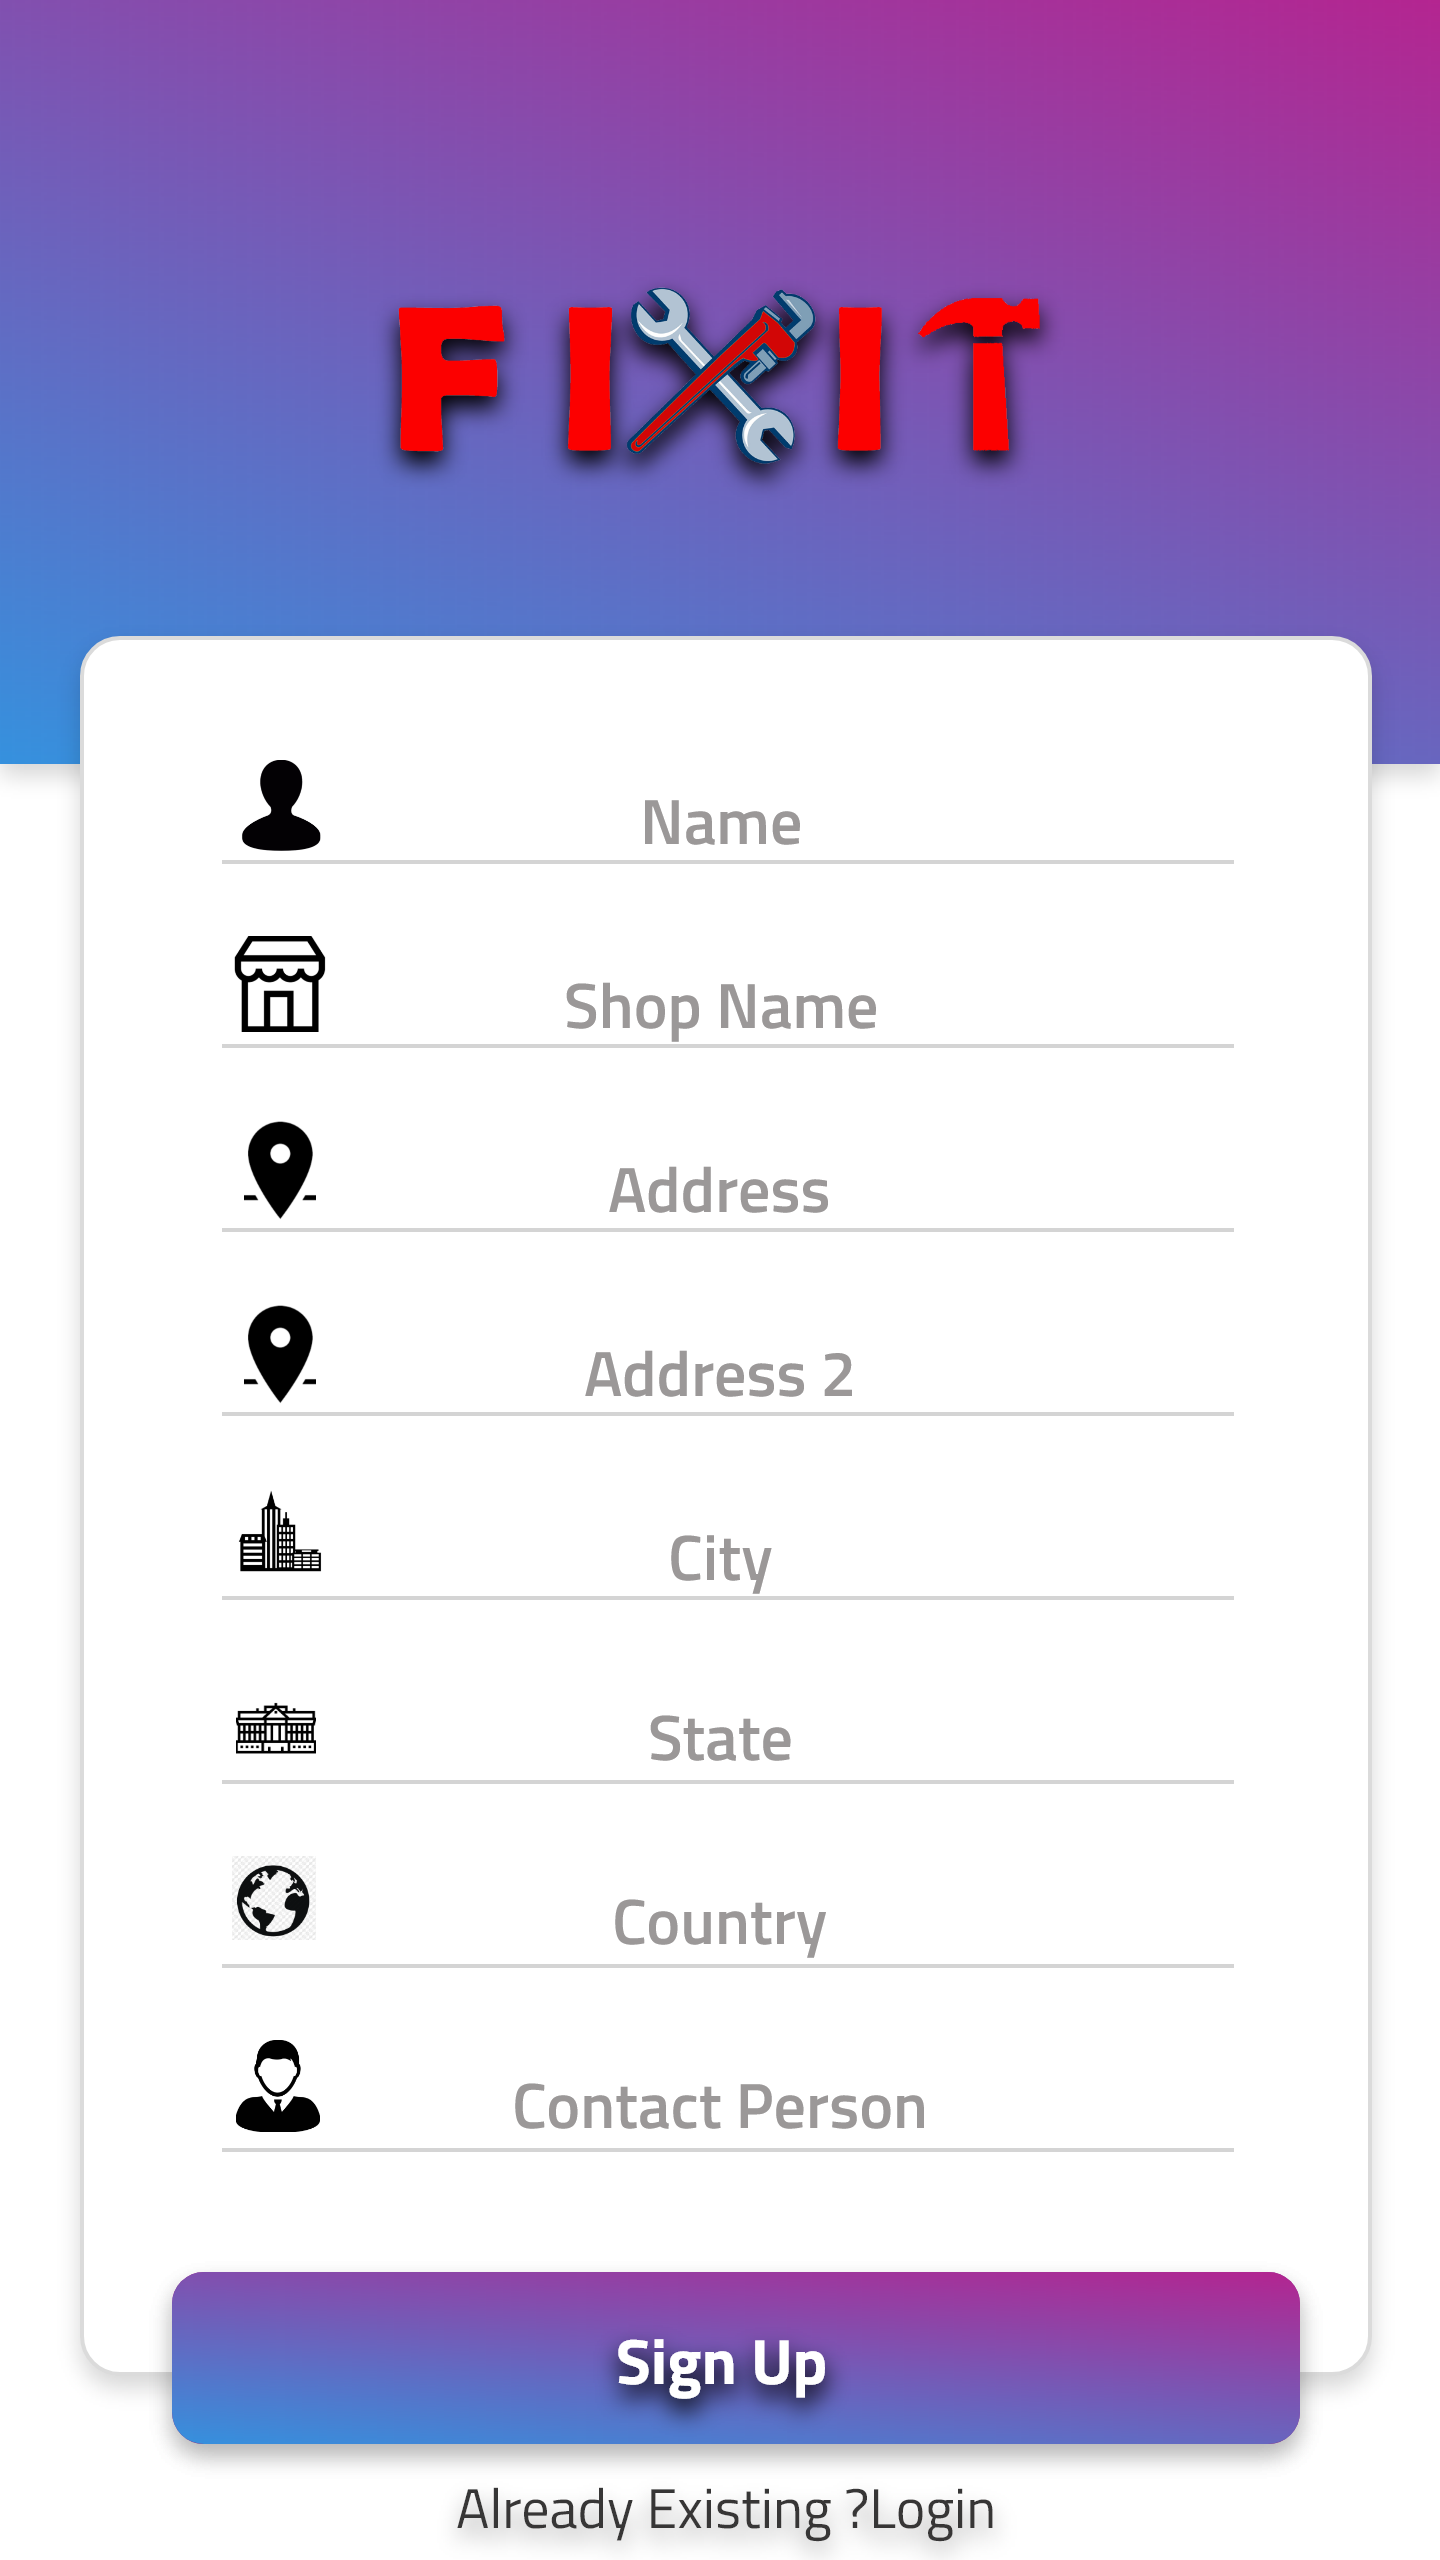 FIXIT
Name
Shop Name
Address
Address 2
City
State
Country
Contact Person
Sign Up
Already Existing ?Login